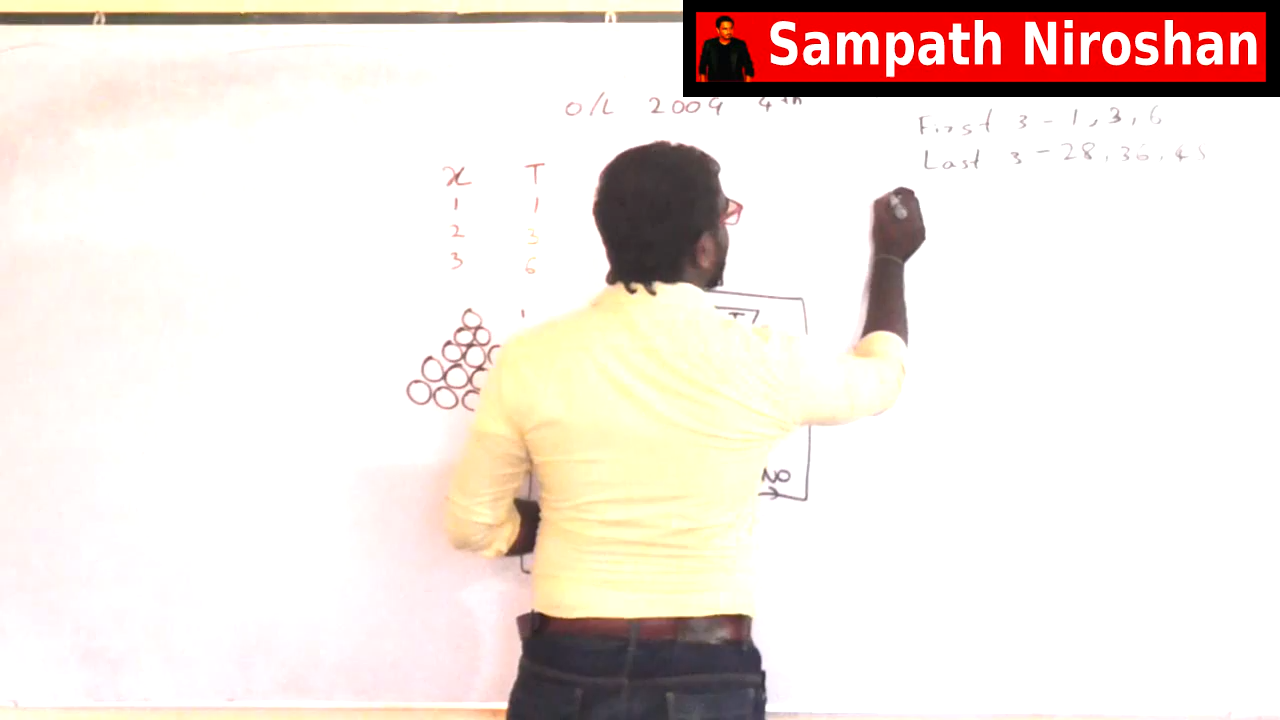 Sampath Niroshan
O/L 2009 4th
First 3 - 1, 3, 6
Last 3 - 28, 36, 45
x T
1 1
2 3
3 6
T
NO